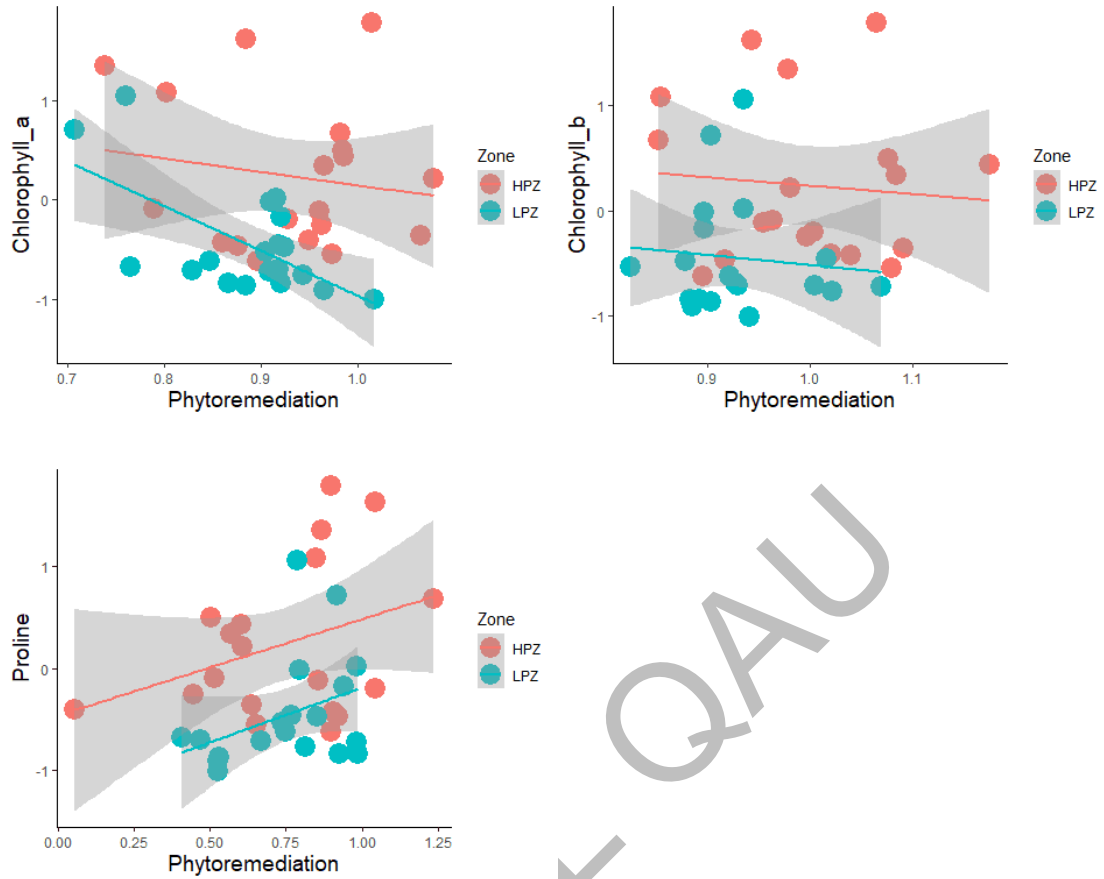 Chlorophyll_a
1
0
-1
0.7 0.8 0.9 1.0
Phytoremediation
Zone
HPZ
LPZ
Chlorophyll_b
1
0
-1
0.9 1.0 1.1
Phytoremediation
Zone
HPZ
LPZ
Proline
1
0
-1
0.00 0.25 0.50 0.75 1.00 1.25
Phytoremediation
Zone
HPZ
LPZ
QAU